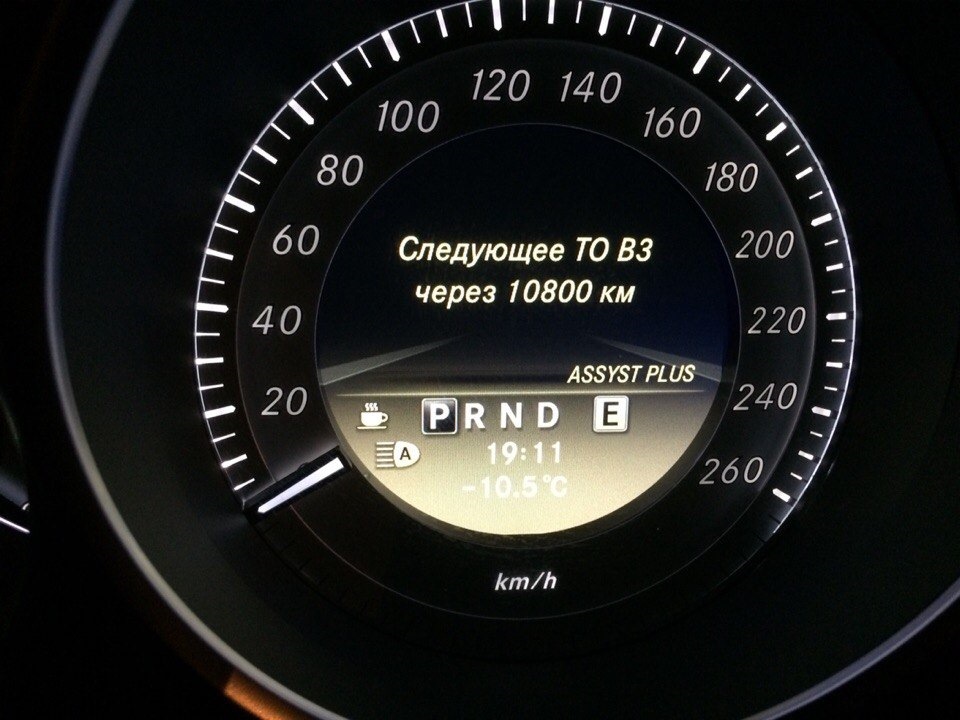 120 140
100 160
80 180
60 200
40 220
20 240
260
Следующее ТО В3
через 10800 км
ASSYST PLUS
P R N D E
A
19:11
-10.5°C
km/h